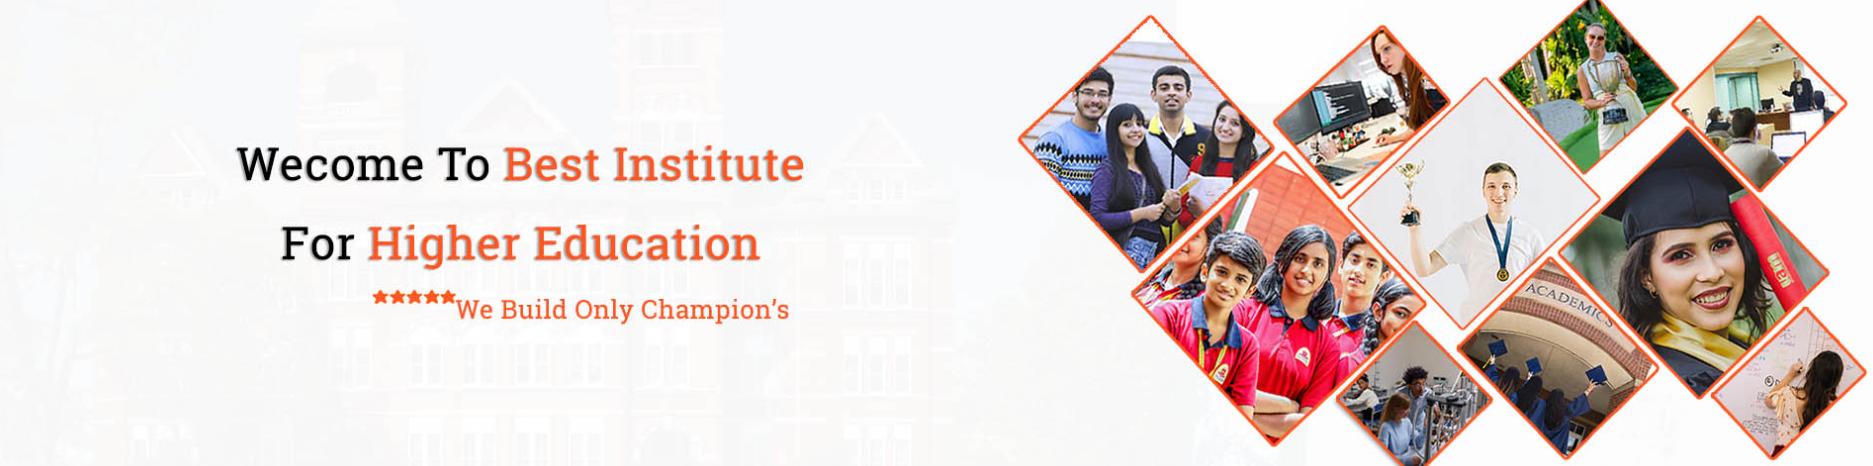 Wecome To Best Institute
For Higher Education
We Build Only Champion's
ACADEMICS